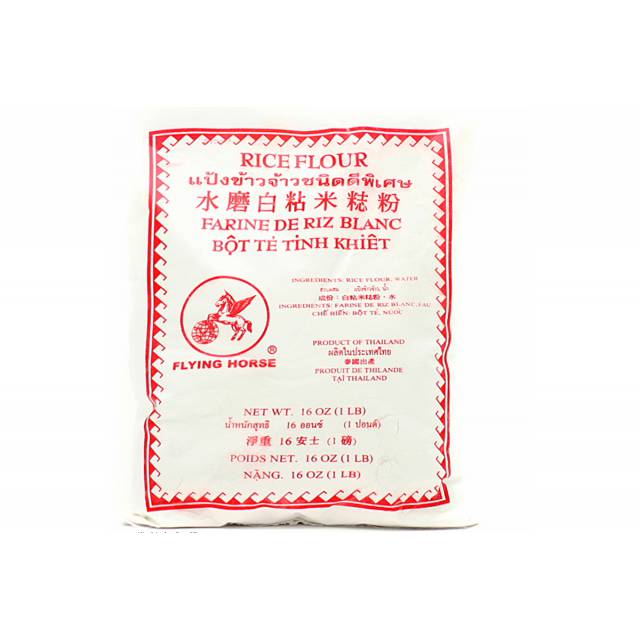 RICE FLOUR
แป้งข้าวจ้าวชนิดดีพิเศษ
水磨白粘米粉
FARINE DE RIZ BLANC
BỘT TẺ TINH KHIẾT
INGREDIENTS: RICE FLOUR, WATER
成份：白粘米粉，水
INGREDIENTS: FARINE DE RIZ BLANC, EAU
CHẾ BIẾN: BỘT TẺ, NƯỚC
FLYING HORSE ®
PRODUCT OF THAILAND
ผลิตในประเทศไทย
泰國出產
PRODUIT DE THILANDE
TẠI THAILAND
NET WT. 16 OZ (1 LB)
น้ำหนักสุทธิ 16 ออนซ์ (1 ปอนด์)
淨重 16 安士 (1 磅)
POIDS NET. 16 OZ (1 LB)
NẶNG. 16 OZ (1 LB)